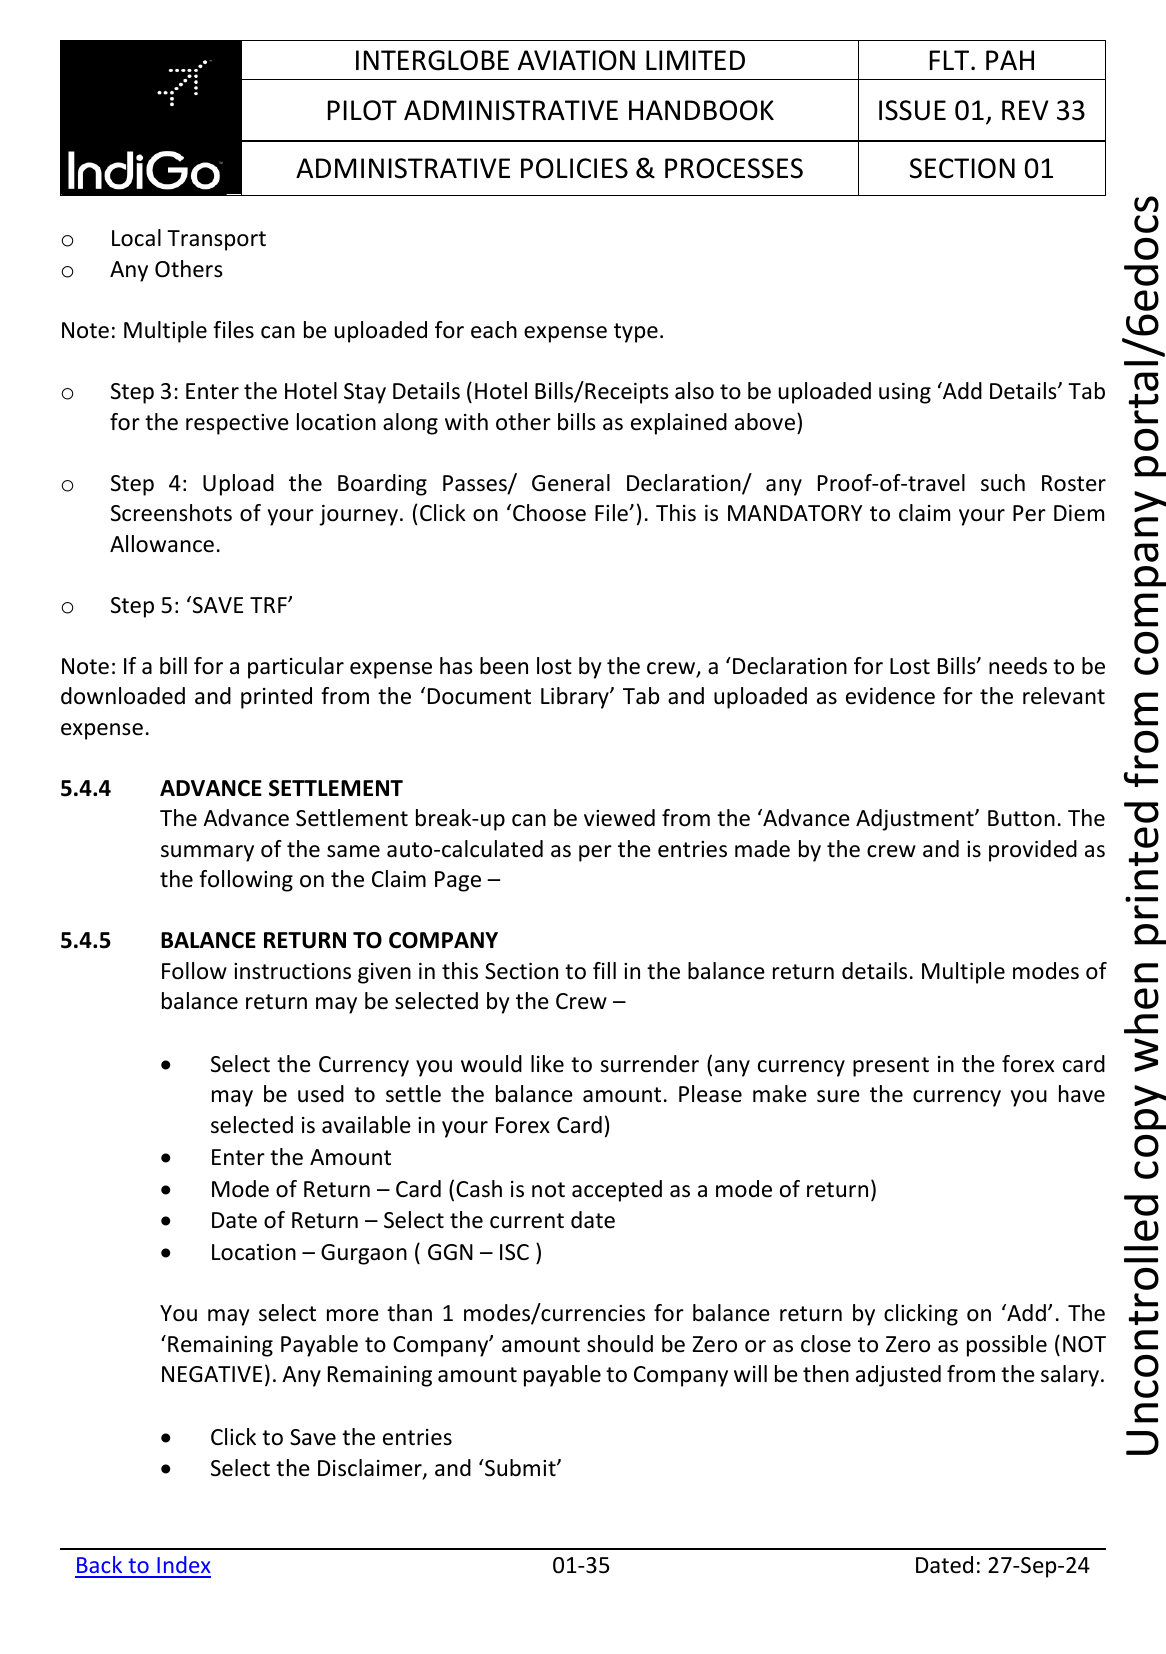 INTERGLOBE AVIATION LIMITED
FLT. PAH
PILOT ADMINISTRATIVE HANDBOOK
ISSUE 01, REV 33
IndiGo
ADMINISTRATIVE POLICIES & PROCESSES
SECTION 01
o Local Transport
o Any Others
Note: Multiple files can be uploaded for each expense type.
o Step 3: Enter the Hotel Stay Details (Hotel Bills/Receipts also to be uploaded using ‘Add Details’ Tab
for the respective location along with other bills as explained above)
o Step 4: Upload the Boarding Passes/ General Declaration/ any Proof-of-travel such Roster
Screenshots of your journey. (Click on ‘Choose File’). This is MANDATORY to claim your Per Diem
Allowance.
o Step 5: ‘SAVE TRF’
Note: If a bill for a particular expense has been lost by the crew, a ‘Declaration for Lost Bills’ needs to be
downloaded and printed from the ‘Document Library’ Tab and uploaded as evidence for the relevant
expense.
5.4.4 ADVANCE SETTLEMENT
The Advance Settlement break-up can be viewed from the ‘Advance Adjustment’ Button. The
summary of the same auto-calculated as per the entries made by the crew and is provided as
the following on the Claim Page –
5.4.5 BALANCE RETURN TO COMPANY
Follow instructions given in this Section to fill in the balance return details. Multiple modes of
balance return may be selected by the Crew –
• Select the Currency you would like to surrender (any currency present in the forex card
may be used to settle the balance amount. Please make sure the currency you have
selected is available in your Forex Card)
• Enter the Amount
• Mode of Return – Card (Cash is not accepted as a mode of return)
• Date of Return – Select the current date
• Location – Gurgaon ( GGN – ISC )
You may select more than 1 modes/currencies for balance return by clicking on ‘Add’. The
‘Remaining Payable to Company’ amount should be Zero or as close to Zero as possible (NOT
NEGATIVE). Any Remaining amount payable to Company will be then adjusted from the salary.
• Click to Save the entries
• Select the Disclaimer, and ‘Submit’
Back to Index
01-35
Dated: 27-Sep-24
Uncontrolled copy when printed from company portal/6edocs